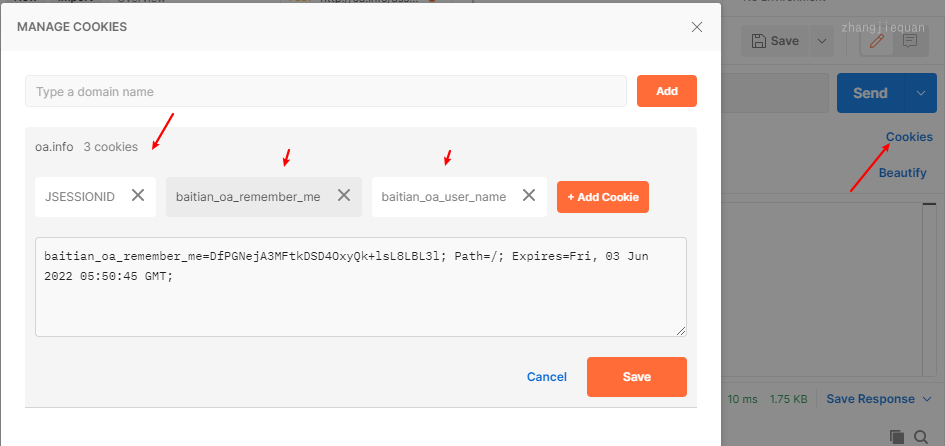 MANAGE COOKIES
zhangjiequan
Save
Type a domain name
Add
Send
oa.info 3 cookies
Cookies
JSESSIONID
baitian_oa_remember_me
baitian_oa_user_name
+ Add Cookie
Beautify
baitian_oa_remember_me=DfPGNejA3MFtkDSD4OxyQk+lsL8LBL3l; Path=/; Expires=Fri, 03 Jun
2022 05:50:45 GMT;
Cancel
Save
10 ms 1.75 KB Save Response